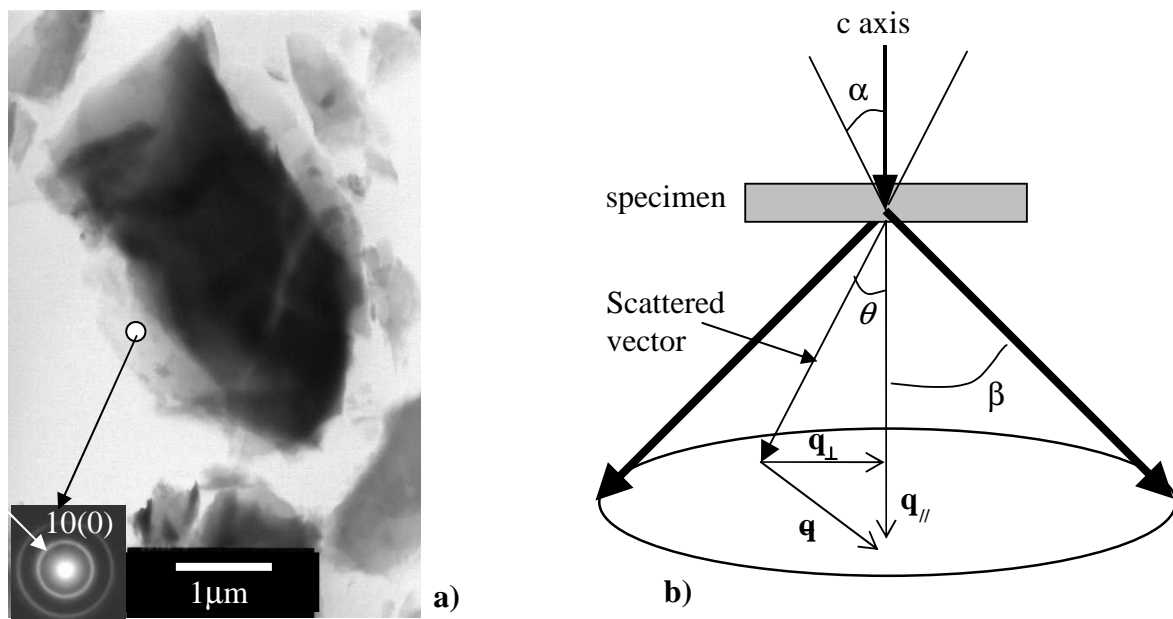 10(0)
1μm
a)
c axis
α
specimen
Scattered
vector
θ
β
q⊥
q//
q
b)